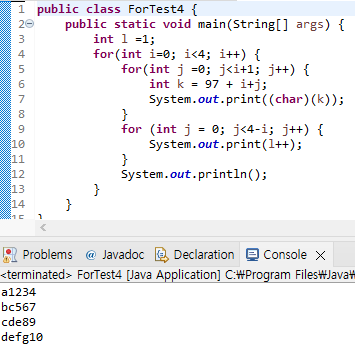 1 public class ForTest4 {
2 public static void main(String[] args) {
3 int l =1;
4 for(int i=0; i<4; i++) {
5 for(int j =0; j<i+1; j++) {
6 int k = 97 + i+j;
7 System.out.print((char)(k));
8 }
9 for (int j = 0; j<4-i; j++) {
10 System.out.print(l++);
11 }
12 System.out.println();
13 }
14 }
15 }
Problems @ Javadoc Declaration Console
<terminated> ForTest4 [Java Application] C:₩Program Files₩Java₩
a1234
bc567
cde89
defg10